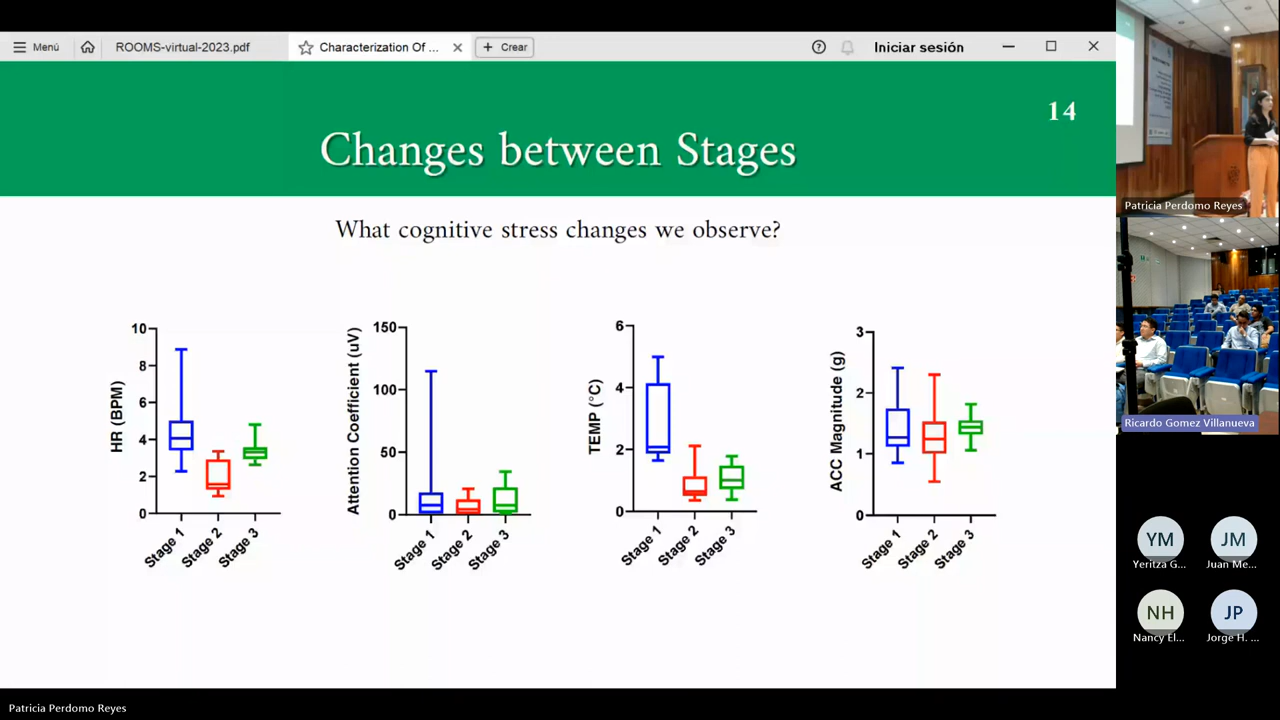 Menú
ROOMS-virtual-2023.pdf
Characterization Of ...
Crear
Iniciar sesión
14
Changes between Stages
What cognitive stress changes we observe?
HR (BPM)
10
8
6
4
2
0
Stage 1
Stage 2
Stage 3
Attention Coefficient (uV)
150
100
50
0
Stage 1
Stage 2
Stage 3
TEMP (°C)
6
4
2
0
Stage 1
Stage 2
Stage 3
ACC Magnitude (g)
3
2
1
0
Stage 1
Stage 2
Stage 3
Patricia Perdomo Reyes
Ricardo Gomez Villanueva
YM
Yeritza G...
JM
Juan Me...
NH
Nancy El...
JP
Jorge H. ...
Patricia Perdomo Reyes